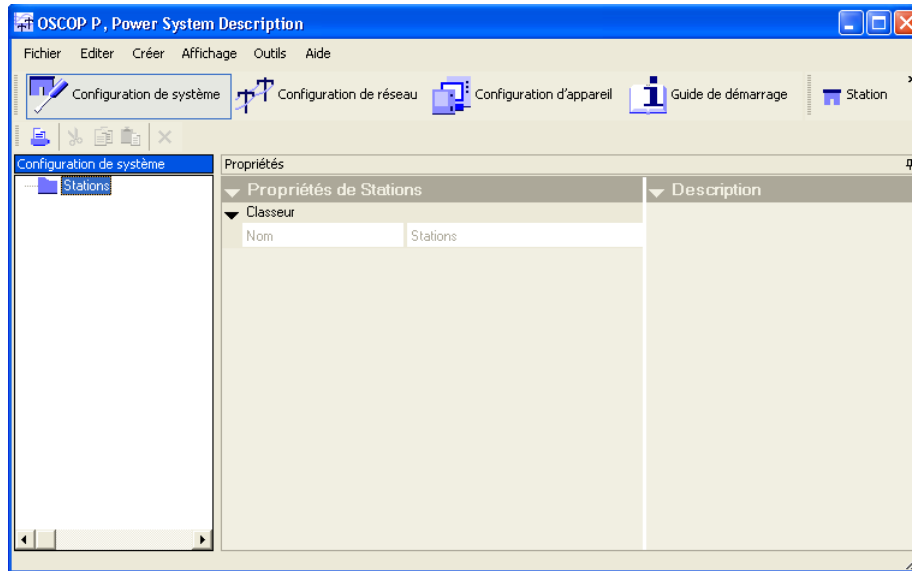 OSCOP P, Power System Description
Fichier Editer Créer Affichage Outils Aide
Configuration de système Configuration de réseau Configuration d'appareil Guide de démarrage Station
Configuration de système Propriétés
Stations Propriétés de Stations Description
Classeur
Nom Stations